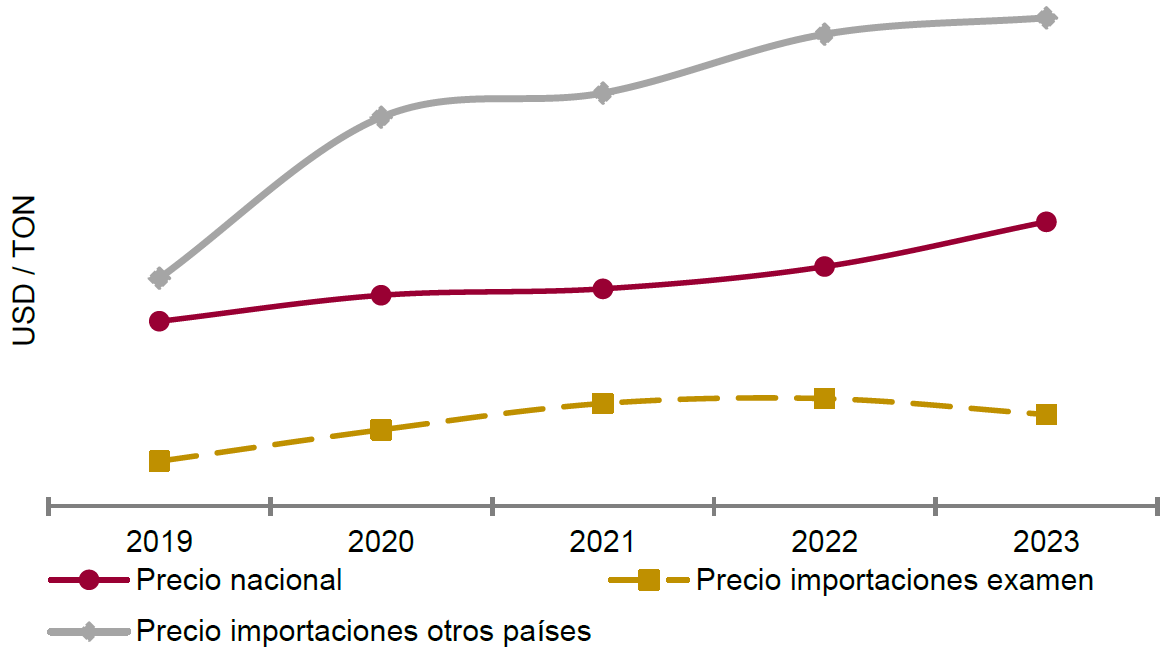 USD / TON
2019 2020 2021 2022 2023
Precio nacional Precio importaciones examen
Precio importaciones otros países